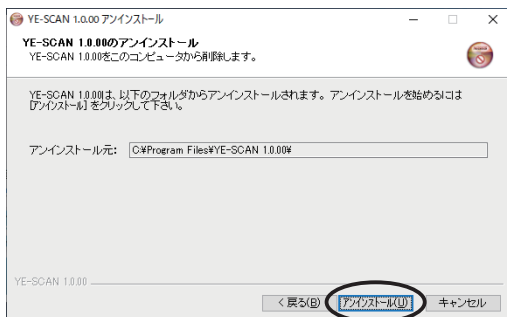 YE-SCAN 1.0.00 アンインストール
YE-SCAN 1.0.00のアンインストール
YE-SCAN 1.0.00をこのコンピュータから削除します。
YE-SCAN 1.0.00は、以下のフォルダからアンインストールされます。アンインストールを始めるには
[アンインストール] をクリックして下さい。
アンインストール元: C:¥Program Files¥YE-SCAN 1.0.00¥
YE-SCAN 1.0.00
< 戻る(B) アンインストール(U) キャンセル